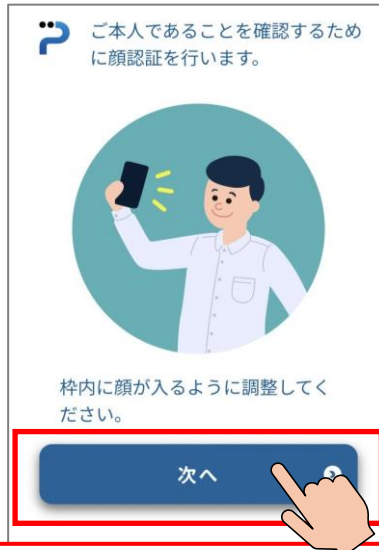 ご本人であることを確認するため
に顔認証を行います。
枠内に顔が入るように調整してく
ださい。
次へ